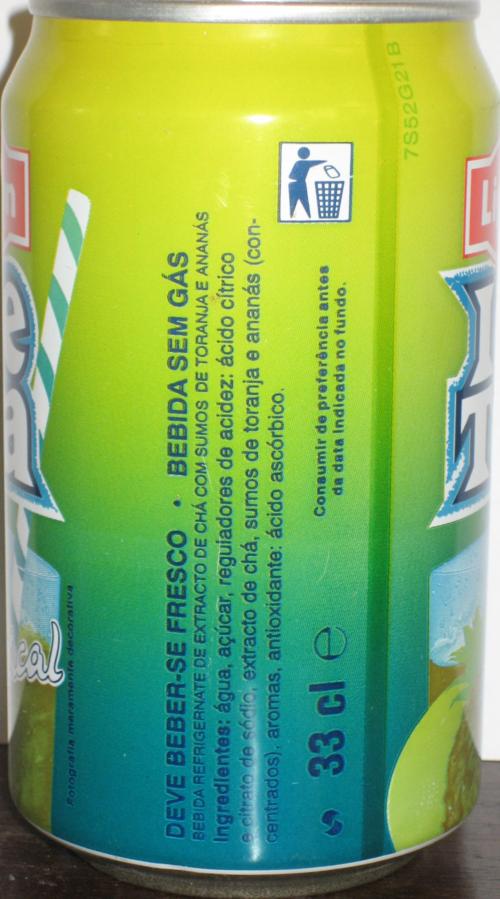 DEVE BEBER-SE FRESCO • BEBIDA SEM GÁS
BEBIDA REFRIGERNATE DE EXTRACTO DE CHÁ COM SUMOS DE TORANJA E ANANÁS
Ingredientes: água, açúcar, reguladores de acidez: ácido cítrico
e citrato de sódio, extracto de chá, sumos de toranja e ananás (con-
centrados), aromas, antioxidante: ácido ascórbico.
Consumir de preferência antes
da data indicada no fundo.
33 cl e
7S52G21B
Fotografia meramente decorativa
cal